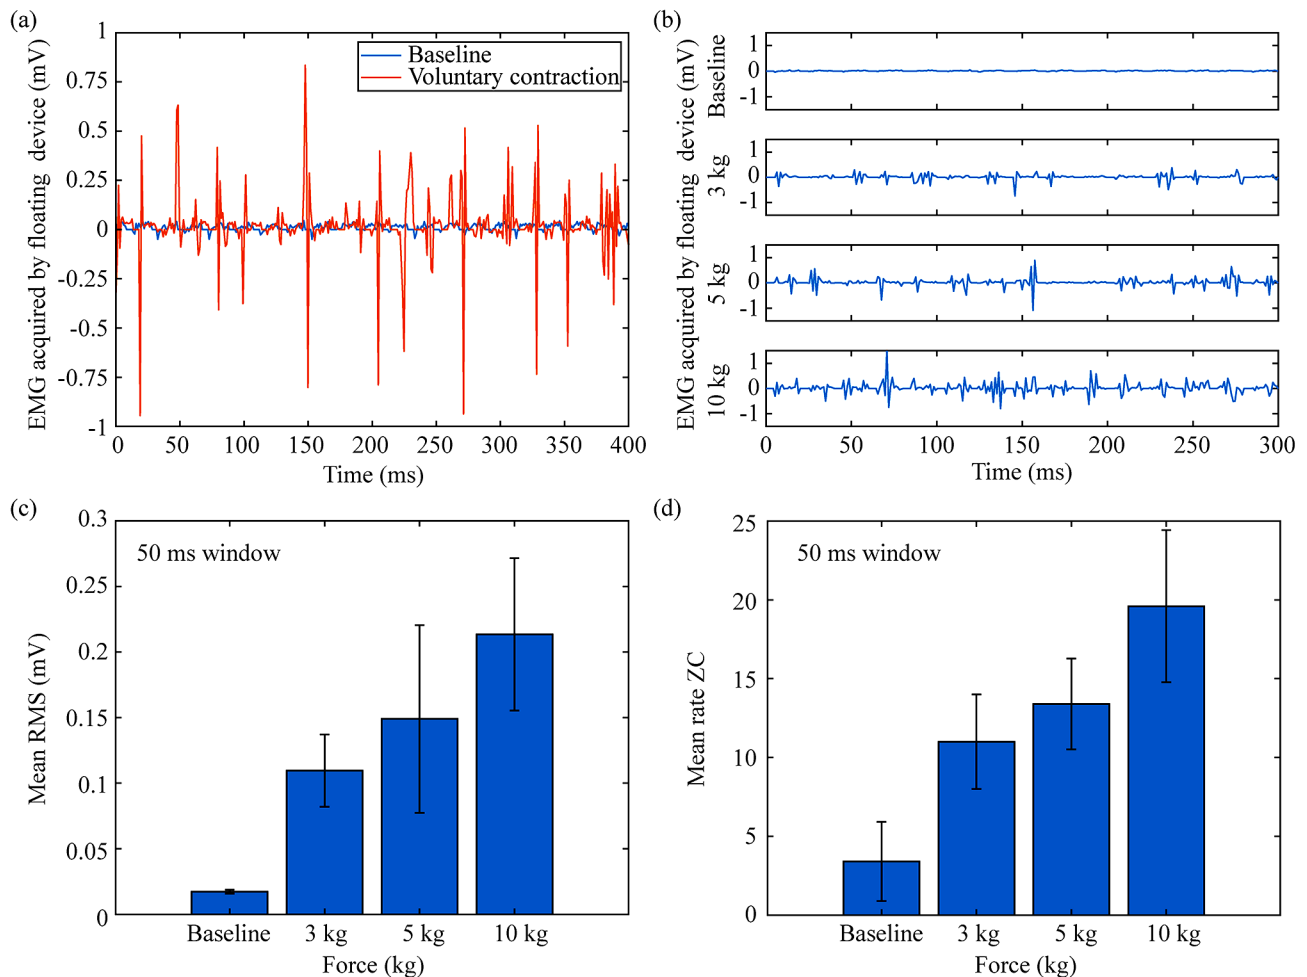 (a)
EMG acquired by floating device (mV)
1
0.75
0.5
0.25
0
-0.25
-0.5
-0.75
-1
Baseline
Voluntary contraction
0 50 100 150 200 250 300 350 400
Time (ms)
(b)
EMG acquired by floating device (mV)
Baseline
1
0
-1
3 kg
1
0
-1
5 kg
1
0
-1
10 kg
1
0
-1
0 50 100 150 200 250 300
Time (ms)
(c)
Mean RMS (mV)
0.3
0.25
0.2
0.15
0.1
0.05
0
50 ms window
Baseline 3 kg 5 kg 10 kg
Force (kg)
(d)
Mean rate ZC
25
20
15
10
5
0
50 ms window
Baseline 3 kg 5 kg 10 kg
Force (kg)